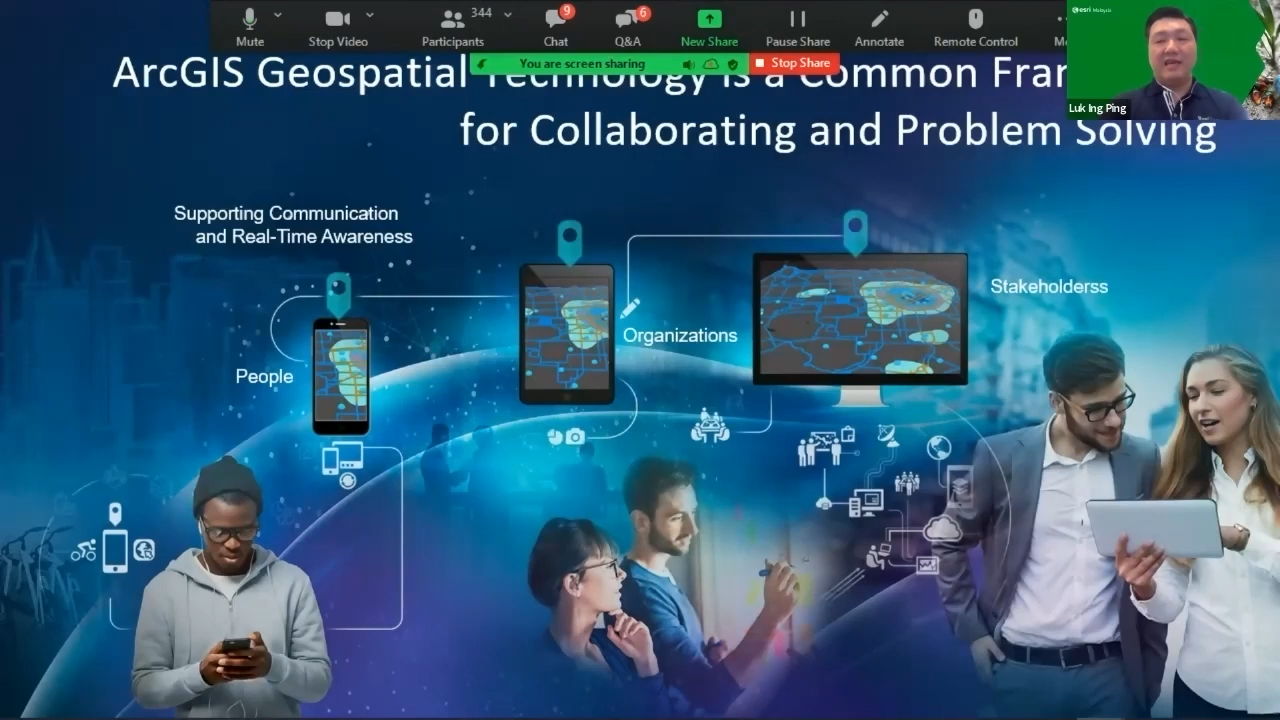 344
9
6
Mute
Stop Video
Participants
Chat
Q&A
New Share
Pause Share
Annotate
Remote Control
esri Malaysia
You are screen sharing
Stop Share
Luk Ing Ping
ArcGIS Geospatial Technology is a Common
for Collaborating and Problem Solving
Supporting Communication
and Real-Time Awareness
Stakeholderss
Organizations
People